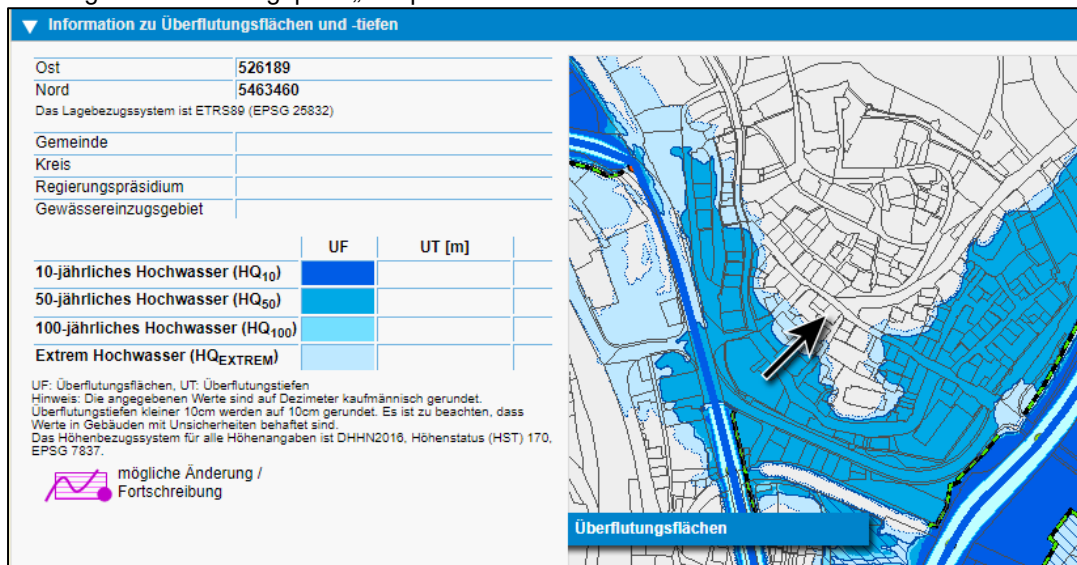 ▼ Information zu Überflutungsflächen und -tiefen
Ost 526189
Nord 5463460
Das Lagebezugssystem ist ETRS89 (EPSG 25832)
Gemeinde
Kreis
Regierungspräsidium
Gewässereinzugsgebiet
UF UT [m]
10-jährliches Hochwasser (HQ10)
50-jährliches Hochwasser (HQ50)
100-jährliches Hochwasser (HQ100)
Extrem Hochwasser (HQEXTREM)
UF: Überflutungsflächen, UT: Überflutungstiefen
Hinweis: Die angegebenen Werte sind auf Dezimeter kaufmännisch gerundet.
Überflutungstiefen kleiner 10cm werden auf 10cm gerundet. Es ist zu beachten, dass
Werte in Gebäuden mit Unsicherheiten behaftet sind.
Das Höhenbezugssystem für alle Höhenangaben ist DHHN2016, Höhenstatus (HST) 170,
EPSG 7837.
mögliche Änderung /
Fortschreibung
Überflutungsflächen